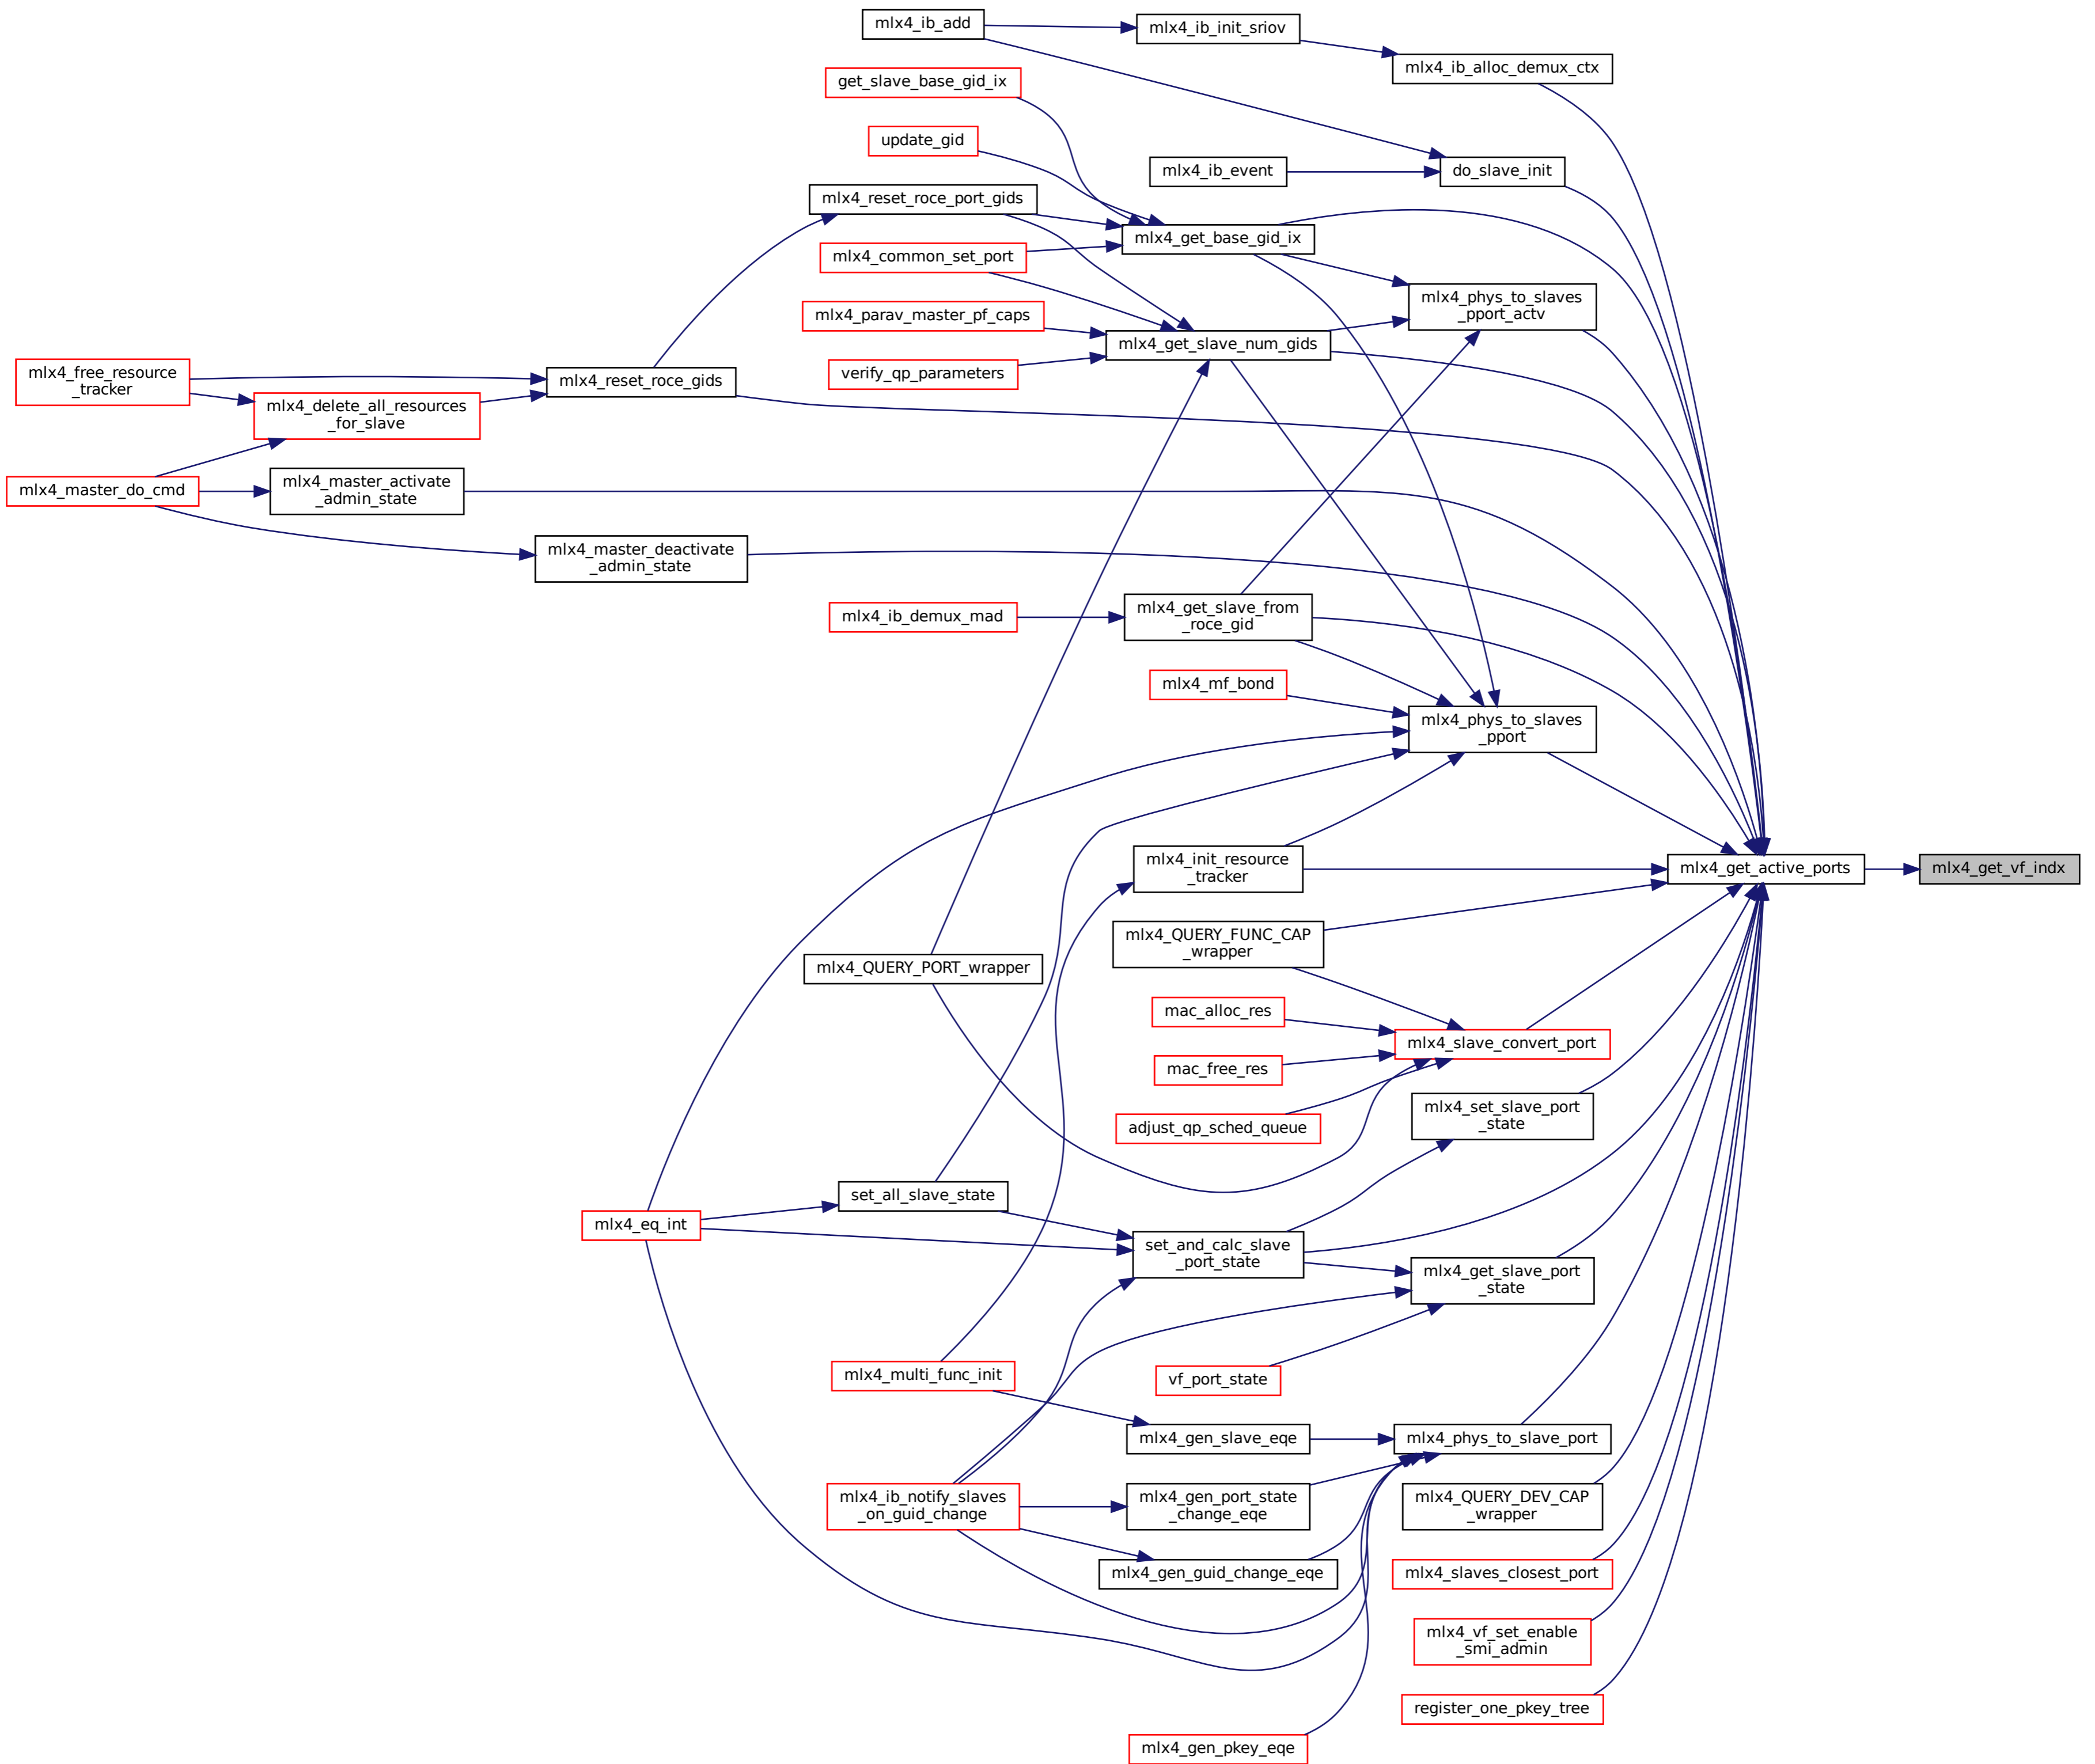 mlx4_ib_add
mlx4_ib_init_sriov
mlx4_ib_alloc_demux_ctx
get_slave_base_gid_ix
update_gid
mlx4_ib_event
do_slave_init
mlx4_reset_roce_port_gids
mlx4_get_base_gid_ix
mlx4_common_set_port
mlx4_phys_to_slaves
_pport_actv
mlx4_parav_master_pf_caps
mlx4_get_slave_num_gids
verify_qp_parameters
mlx4_free_resource
_tracker
mlx4_reset_roce_gids
mlx4_delete_all_resources
_for_slave
mlx4_master_do_cmd
mlx4_master_activate
_admin_state
mlx4_master_deactivate
_admin_state
mlx4_ib_demux_mad
mlx4_get_slave_from
_roce_gid
mlx4_mf_bond
mlx4_phys_to_slaves
_pport
mlx4_init_resource
_tracker
mlx4_get_active_ports
mlx4_get_vf_indx
mlx4_QUERY_FUNC_CAP
_wrapper
mlx4_QUERY_PORT_wrapper
mac_alloc_res
mlx4_slave_convert_port
mac_free_res
adjust_qp_sched_queue
mlx4_set_slave_port
_state
set_all_slave_state
mlx4_eq_int
set_and_calc_slave
_port_state
mlx4_get_slave_port
_state
mlx4_multi_func_init
vf_port_state
mlx4_gen_slave_eqe
mlx4_phys_to_slave_port
mlx4_ib_notify_slaves
_on_guid_change
mlx4_gen_port_state
_change_eqe
mlx4_QUERY_DEV_CAP
_wrapper
mlx4_gen_guid_change_eqe
mlx4_slaves_closest_port
mlx4_vf_set_enable
_smi_admin
register_one_pkey_tree
mlx4_gen_pkey_eqe